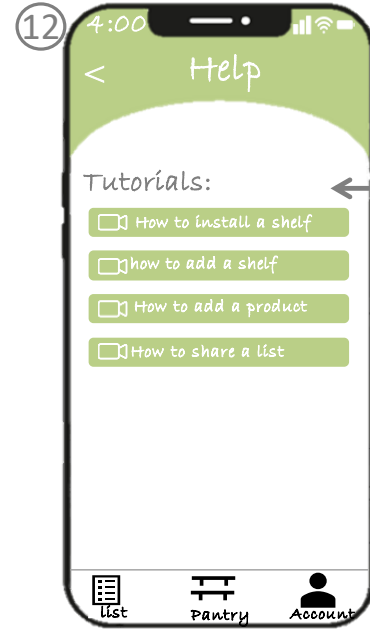 12
4:00
<
Help
Tutorials:
How to install a shelf
how to add a shelf
How to add a product
How to share a list
list
Pantry
Account